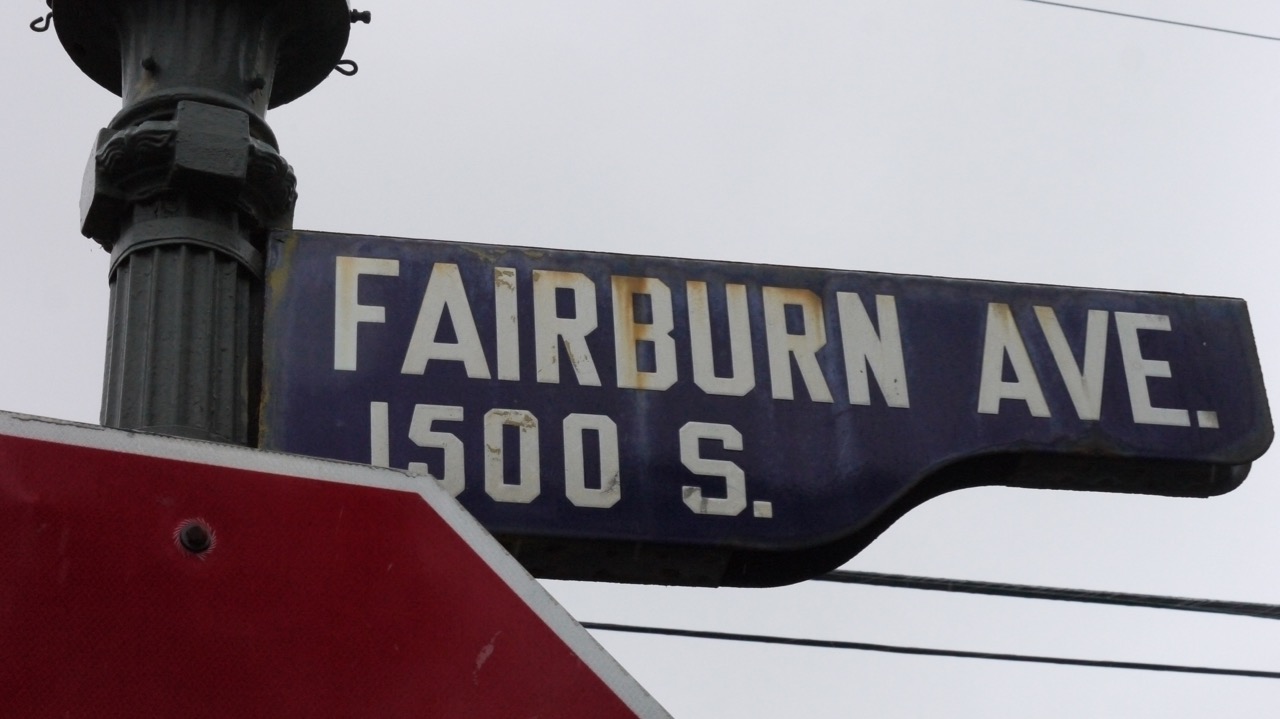 FAIRBURN AVE.
1500 S.